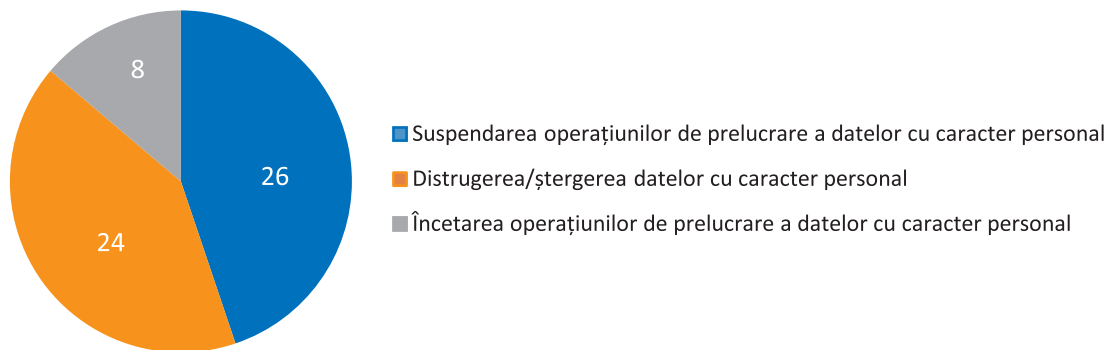 8
26
24
Suspendarea operațiunilor de prelucrare a datelor cu caracter personal
Distrugerea/ștergerea datelor cu caracter personal
Încetarea operațiunilor de prelucrare a datelor cu caracter personal